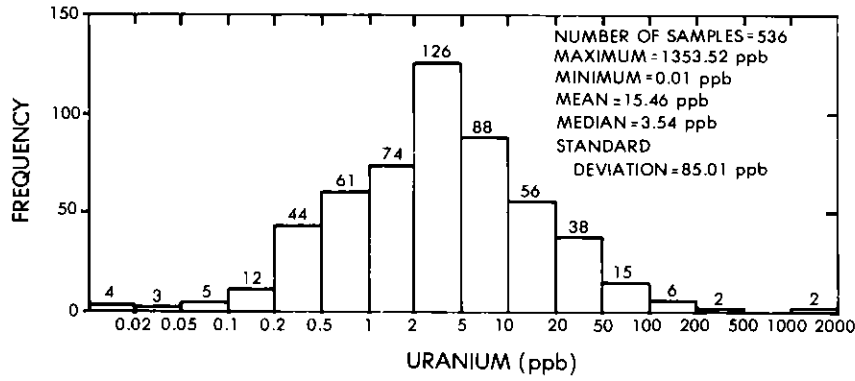 150
100
50
0
FREQUENCY
NUMBER OF SAMPLES=536
MAXIMUM=1353.52 ppb
MINIMUM=0.01 ppb
MEAN=15.46 ppb
MEDIAN=3.54 ppb
STANDARD
DEVIATION=85.01 ppb
4 3 5 12 44 61 74 126 88 56 38 15 6 2 2
0.02 0.05 0.1 0.2 0.5 1 2 5 10 20 50 100 200 500 1000 2000
URANIUM (ppb)